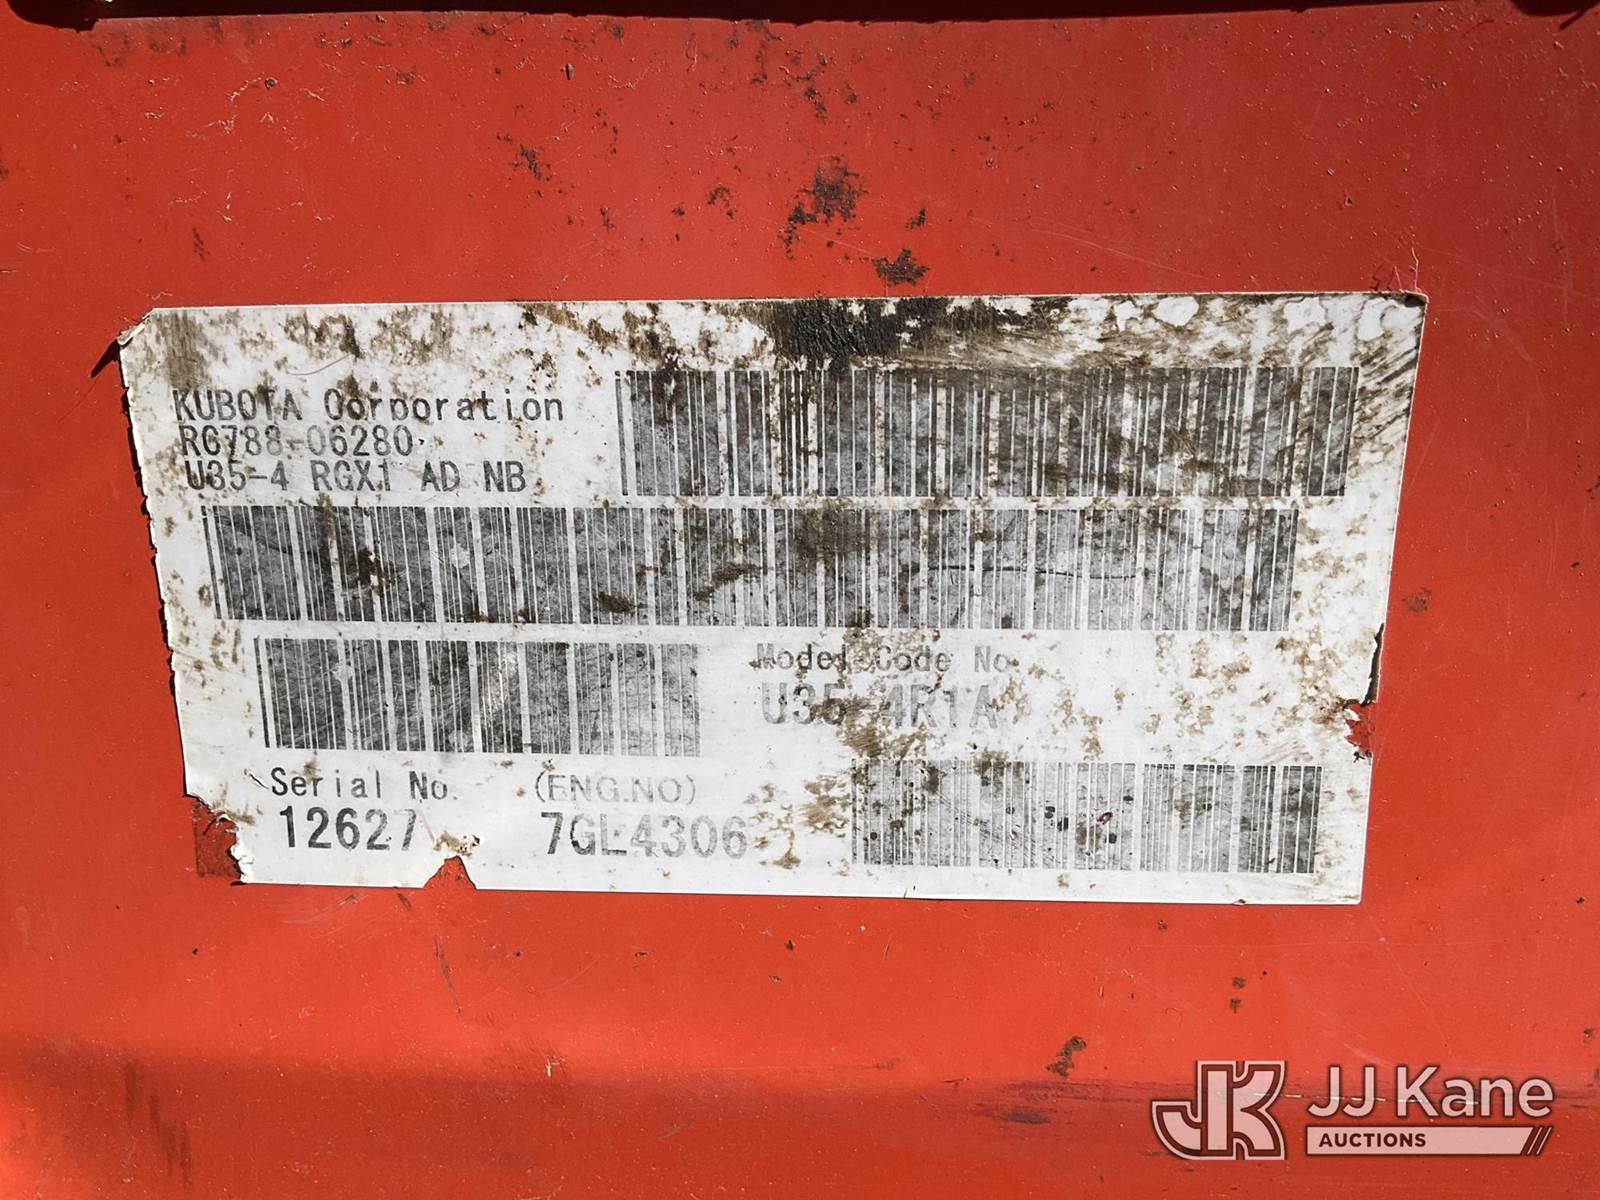 KUBOTA Corporation
RG788-06280
U35-4 RGX1 AD NB
Model Code No.
U35-4R1A
Serial No.
12627
(ENG.NO)
7GL4306
JK
JJ Kane
AUCTIONS